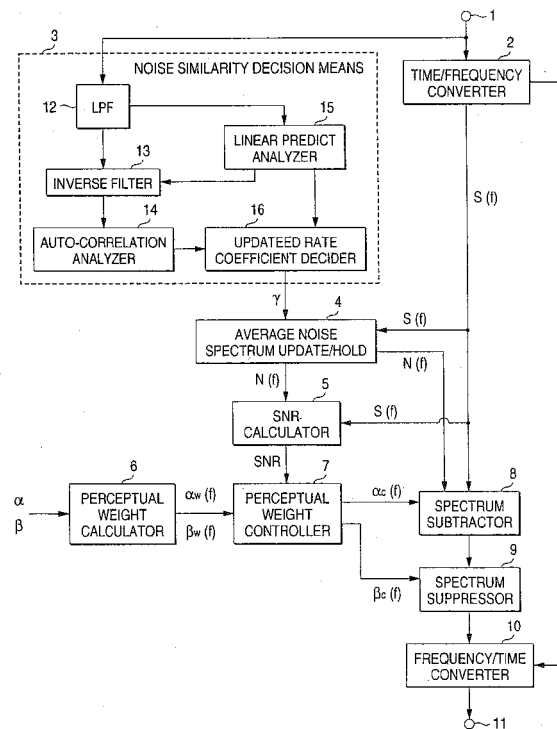 1
3
2
NOISE SIMILARITY DECISION MEANS
TIME/FREQUENCY
CONVERTER
12
LPF
15
LINEAR PREDICT
ANALYZER
13
INVERSE FILTER
S (f)
14
16
AUTO-CORRELATION
ANALYZER
UPDATEED RATE
COEFFICIENT DECIDER
γ
4
AVERAGE NOISE
SPECTRUM UPDATE/HOLD
S (f)
N (f)
N (f)
5
SNR-
CALCULATOR
S (f)
SNR
6
7
8
α
β
PERCEPTUAL
WEIGHT
CALCULATOR
αw (f)
βw (f)
PERCEPTUAL
WEIGHT
CONTROLLER
αc (f)
βc (f)
SPECTRUM
SUBTRACTOR
9
SPECTRUM
SUPPRESSOR
10
FREQUENCY/TIME
CONVERTER
11